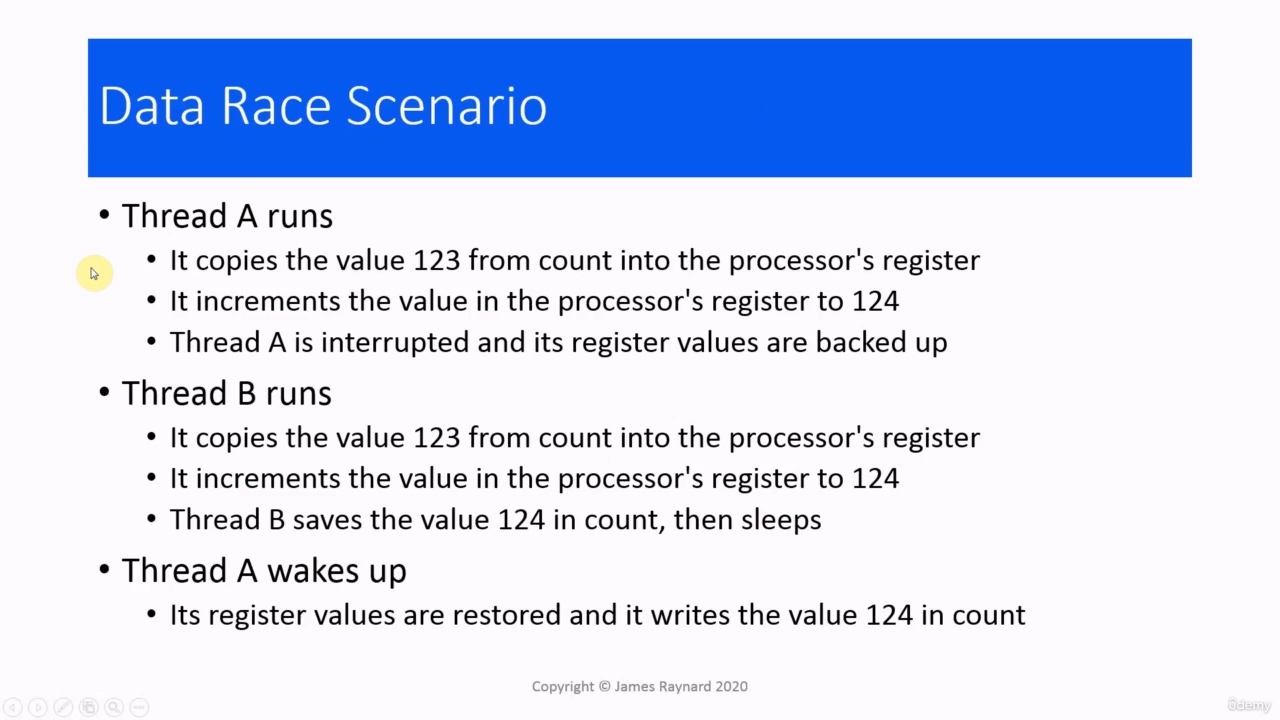 Data Race Scenario
• Thread A runs
• It copies the value 123 from count into the processor's register
• It increments the value in the processor's register to 124
• Thread A is interrupted and its register values are backed up
• Thread B runs
• It copies the value 123 from count into the processor's register
• It increments the value in the processor's register to 124
• Thread B saves the value 124 in count, then sleeps
• Thread A wakes up
• Its register values are restored and it writes the value 124 in count
Copyright © James Raynard 2020
ûdemy